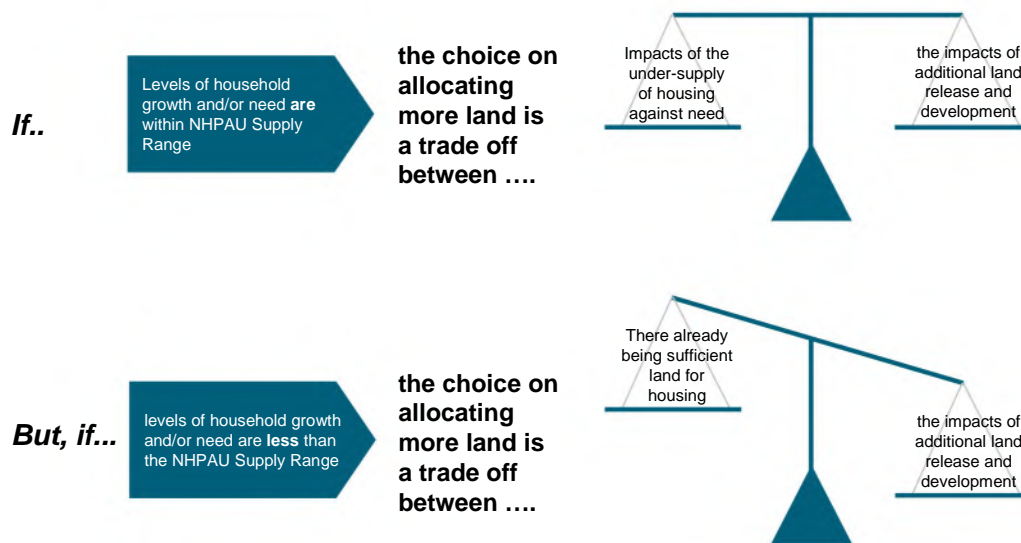 If..
Levels of household
growth and/or need are
within NHPAU Supply
Range
the choice on
allocating
more land is
a trade off
between ….
Impacts of the
under-supply
of housing
against need
the impacts of
additional land
release and
development
But, if...
levels of household growth
and/or need are less than
the NHPAU Supply Range
the choice on
allocating
more land is
a trade off
between ….
There already
being sufficient
land for
housing
the impacts of
additional land
release and
development